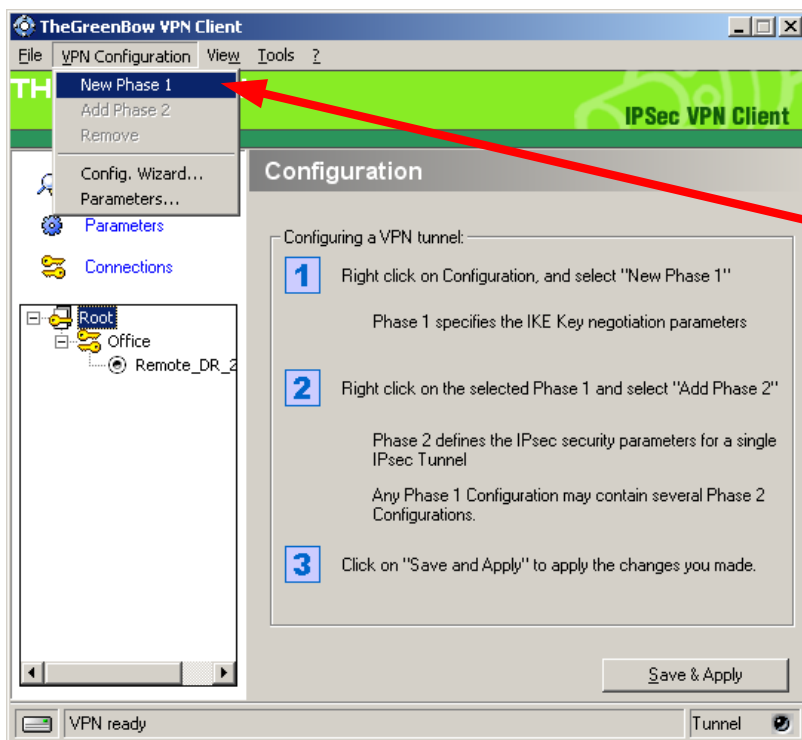 TheGreenBow VPN Client
File VPN Configuration View Tools ?
New Phase 1
Add Phase 2
Remove
Config. Wizard...
Parameters...
TH
IPSec VPN Client
Parameters
Connections
Root
Office
Remote_DR_2
Configuration
Configuring a VPN tunnel:
1 Right click on Configuration, and select "New Phase 1"
Phase 1 specifies the IKE Key negotiation parameters
2 Right click on the selected Phase 1 and select "Add Phase 2"
Phase 2 defines the IPsec security parameters for a single
IPsec Tunnel
Any Phase 1 Configuration may contain several Phase 2
Configurations.
3 Click on "Save and Apply" to apply the changes you made.
Save & Apply
VPN ready
Tunnel